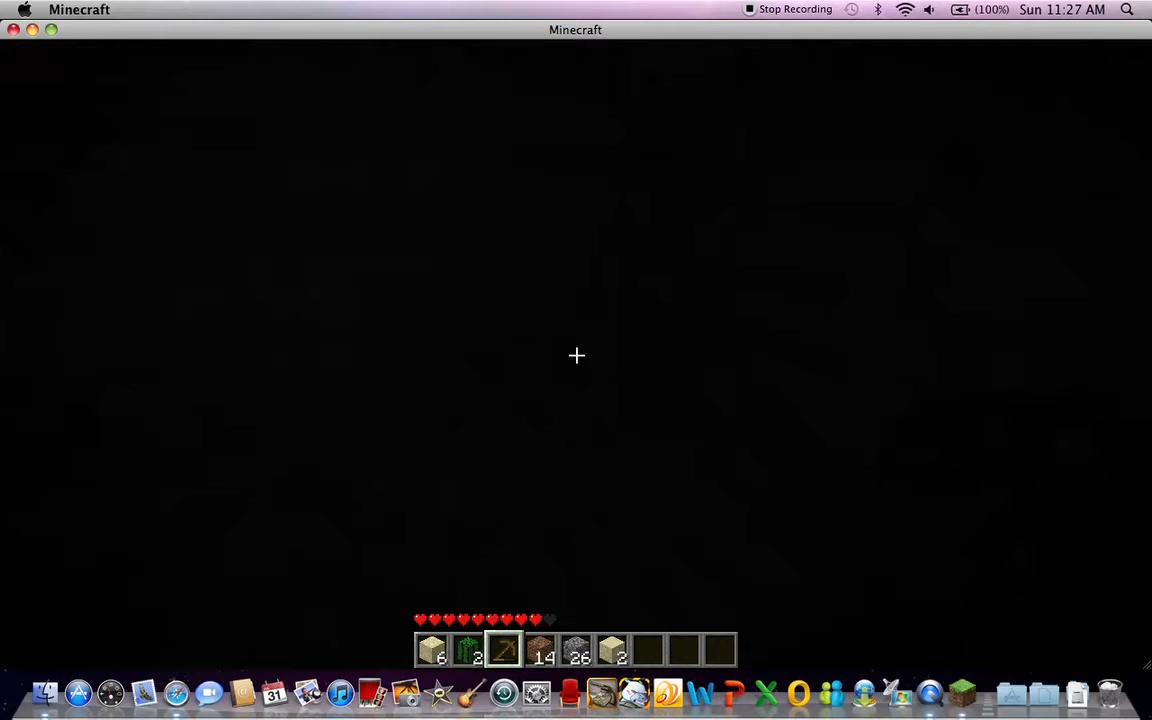 Minecraft Stop Recording (100%) Sun 11:27 AM
Minecraft
6 2 14 26 2
31 W P X O